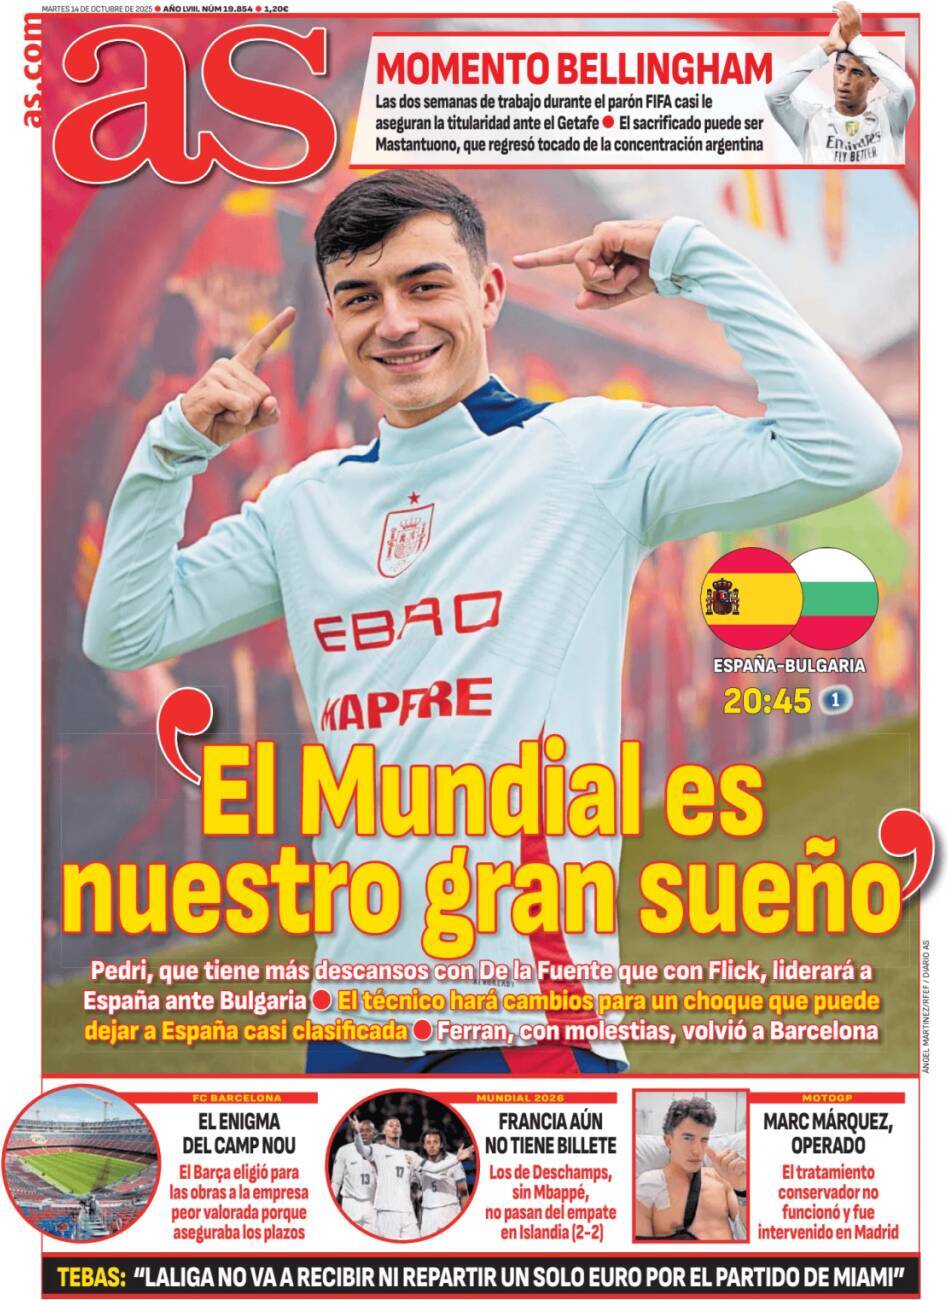 MARTES 14 DE OCTUBRE DE 2025 ● AÑO LVIII. NÚM 19.854 ● 1,20€
as.com
as
MOMENTO BELLINGHAM
Las dos semanas de trabajo durante el parón FIFA casi le
aseguran la titularidad ante el Getafe ● El sacrificado puede ser
Mastantuono, que regresó tocado de la concentración argentina
Emirates
FLY BETTER
EBRO
MAPFRE
ESPAÑA-BULGARIA
20:45 1
‘El Mundial es
nuestro gran sueño’
Pedri, que tiene más descansos con De la Fuente que con Flick, liderará a
España ante Bulgaria ● El técnico hará cambios para un choque que puede
dejar a España casi clasificada ● Ferran, con molestias, volvió a Barcelona
ÁNGEL MARTINEZ/RFEF / DIARIO AS
FC BARCELONA
EL ENIGMA
DEL CAMP NOU
El Barça eligió para
las obras a la empresa
peor valorada porque
aseguraba los plazos
MUNDIAL 2026
FRANCIA AÚN
NO TIENE BILLETE
Los de Deschamps,
sin Mbappé,
no pasan del empate
en Islandia (2-2)
MOTOGP
MARC MÁRQUEZ,
OPERADO
El tratamiento
conservador no
funcionó y fue
intervenido en Madrid
TEBAS: “LALIGA NO VA A RECIBIR NI REPARTIR UN SOLO EURO POR EL PARTIDO DE MIAMI”